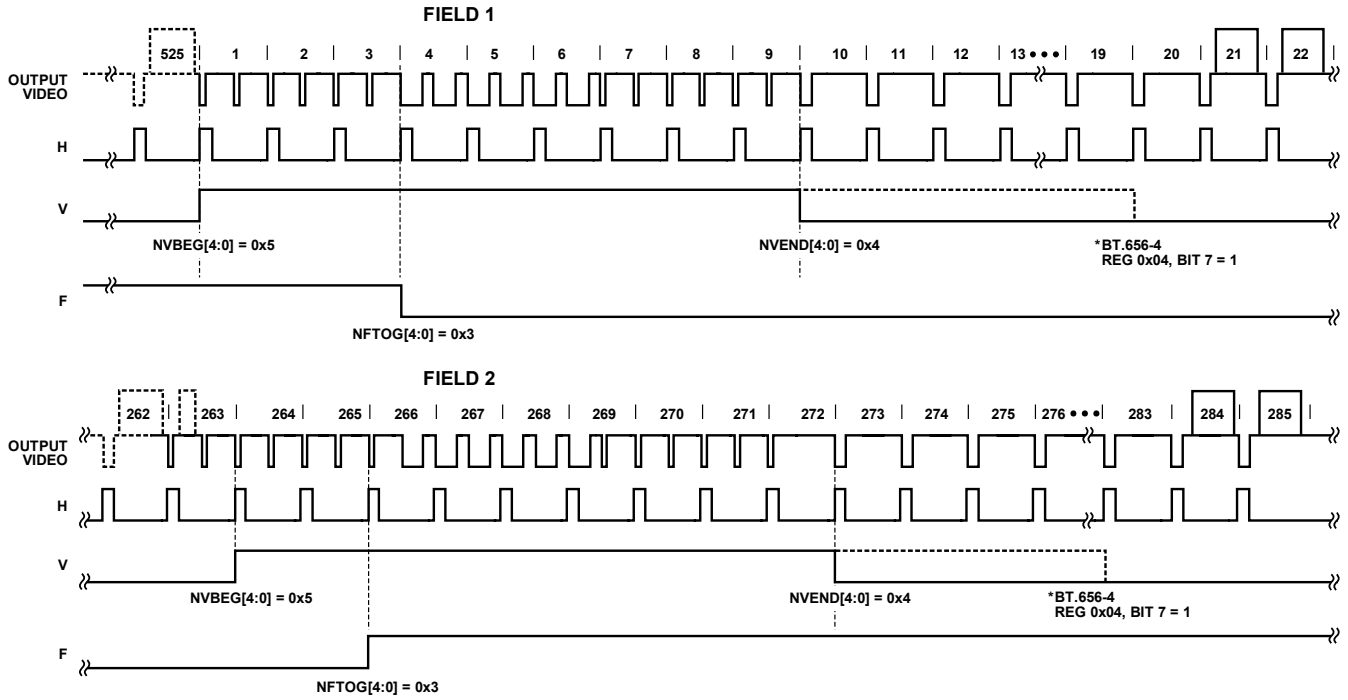 FIELD 1
525 1 2 3 4 5 6 7 8 9 10 11 12 13 ••• 19 20 21 22
OUTPUT
VIDEO
H
V
NVBEG[4:0] = 0x5
NVEND[4:0] = 0x4
*BT.656-4
REG 0x04, BIT 7 = 1
F
NFTOG[4:0] = 0x3
FIELD 2
262 263 264 265 266 267 268 269 270 271 272 273 274 275 276 ••• 283 284 285
OUTPUT
VIDEO
H
V
NVBEG[4:0] = 0x5
NVEND[4:0] = 0x4
*BT.656-4
REG 0x04, BIT 7 = 1
F
NFTOG[4:0] = 0x3